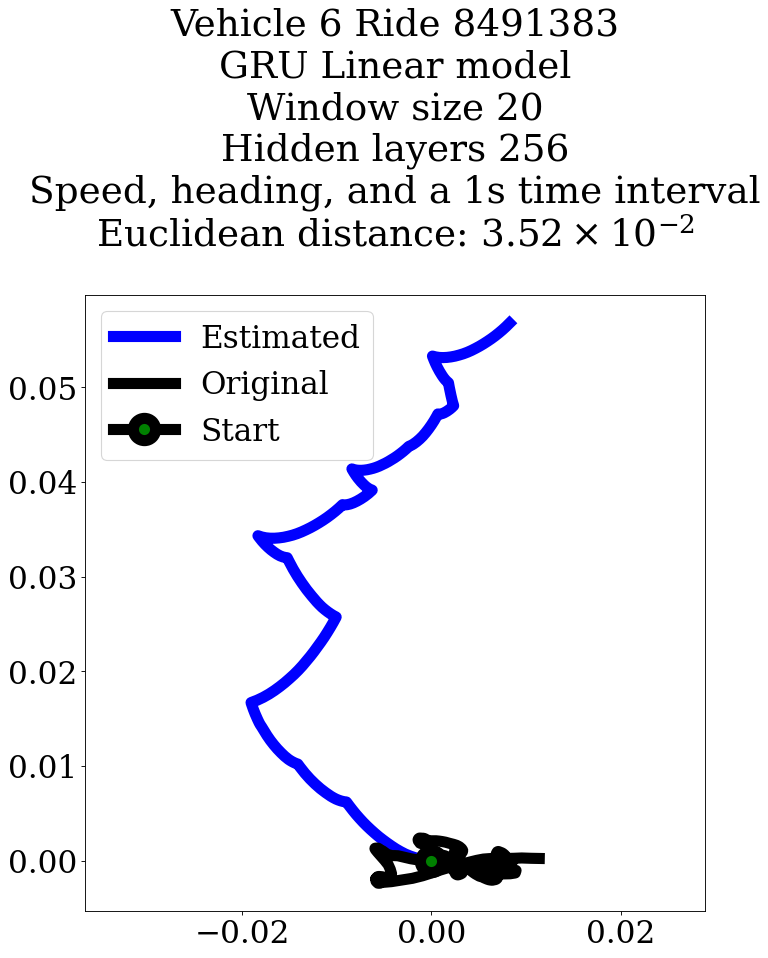 Vehicle 6 Ride 8491383
GRU Linear model
Window size 20
Hidden layers 256
Speed, heading, and a 1s time interval
Euclidean distance: 3.52 × 10⁻²
Estimated
Original
Start
0.05
0.04
0.03
0.02
0.01
0.00
−0.02 0.00 0.02